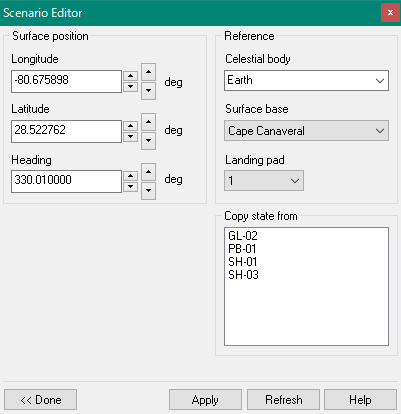 Scenario Editor
x
Surface position
Longitude
-80.675898
deg
Latitude
28.522762
deg
Heading
330.010000
deg
Reference
Celestial body
Earth
Surface base
Cape Canaveral
Landing pad
1
Copy state from
GL-02
PB-01
SH-01
SH-03
<< Done
Apply
Refresh
Help